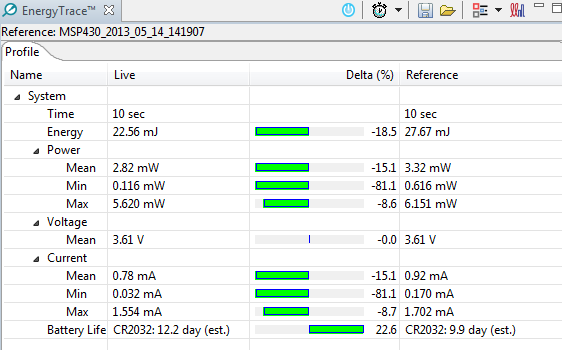 EnergyTrace™
Reference: MSP430_2013_05_14_141907
Profile
Name Live Delta (%) Reference
System
Time 10 sec 10 sec
Energy 22.56 mJ -18.5 27.67 mJ
Power
Mean 2.82 mW -15.1 3.32 mW
Min 0.116 mW -81.1 0.616 mW
Max 5.620 mW -8.6 6.151 mW
Voltage
Mean 3.61 V -0.0 3.61 V
Current
Mean 0.78 mA -15.1 0.92 mA
Min 0.032 mA -81.1 0.170 mA
Max 1.554 mA -8.7 1.702 mA
Battery Life CR2032: 12.2 day (est.) 22.6 CR2032: 9.9 day (est.)